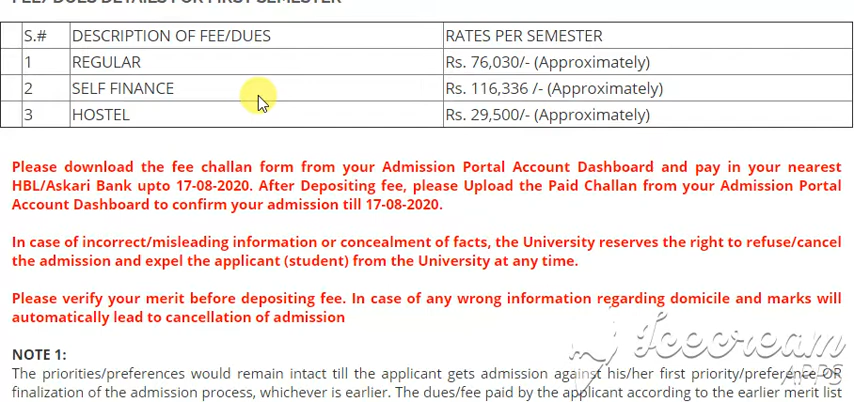 FEE/ DUES DETAILS FOR FIRST SEMESTER
S.# DESCRIPTION OF FEE/DUES RATES PER SEMESTER
1 REGULAR Rs. 76,030/- (Approximately)
2 SELF FINANCE Rs. 116,336 /- (Approximately)
3 HOSTEL Rs. 29,500/- (Approximately)
Please download the fee challan form from your Admission Portal Account Dashboard and pay in your nearest
HBL/Askari Bank upto 17-08-2020. After Depositing fee, please Upload the Paid Challan from your Admission Portal
Account Dashboard to confirm your admission till 17-08-2020.
In case of incorrect/misleading information or concealment of facts, the University reserves the right to refuse/cancel
the admission and expel the applicant (student) from the University at any time.
Please verify your merit before depositing fee. In case of any wrong information regarding domicile and marks will
automatically lead to cancellation of admission
NOTE 1:
The priorities/preferences would remain intact till the applicant gets admission against his/her first priority/preference OR
finalization of the admission process, whichever is earlier. The dues/fee paid by the applicant according to the earlier merit list
Icecream
APPS